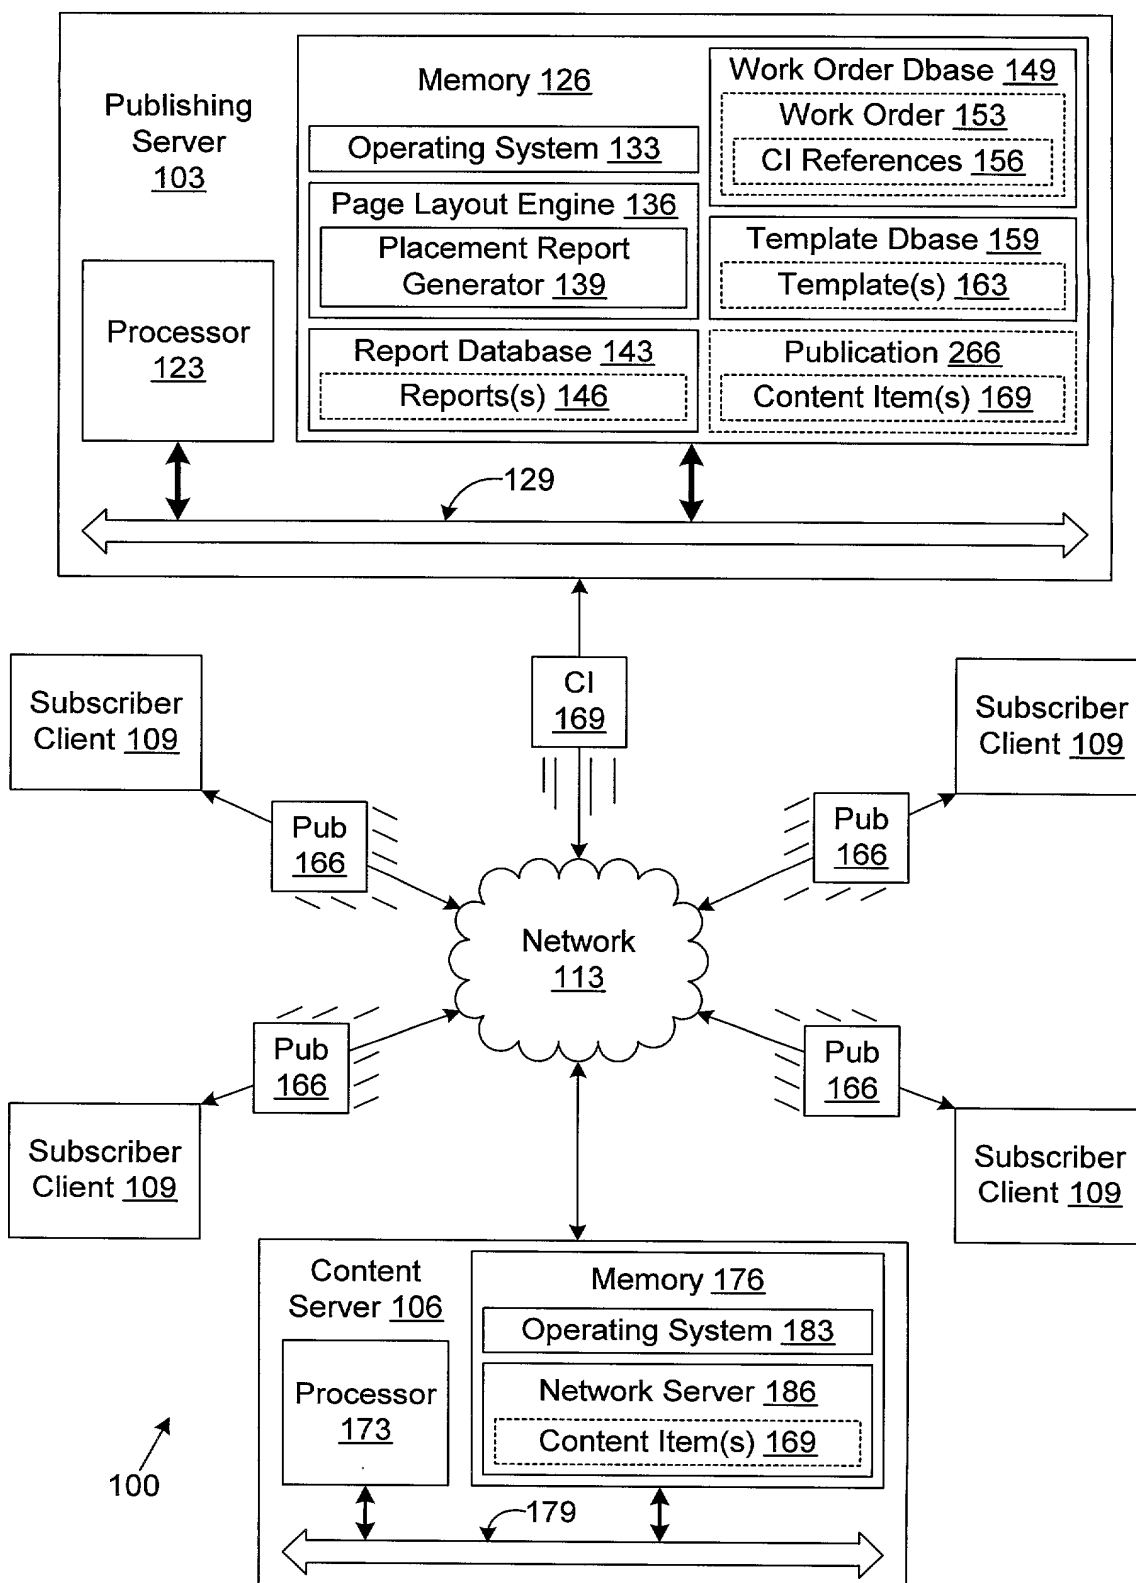 Publishing
Server
103
Processor
123
Memory 126
Operating System 133
Page Layout Engine 136
Placement Report
Generator 139
Report Database 143
Reports(s) 146
Work Order Dbase 149
Work Order 153
CI References 156
Template Dbase 159
Template(s) 163
Publication 266
Content Item(s) 169
129
Subscriber
Client 109
CI
169
Subscriber
Client 109
Pub
166
Pub
166
Network
113
Pub
166
Pub
166
Subscriber
Client 109
Subscriber
Client 109
Content
Server 106
Processor
173
Memory 176
Operating System 183
Network Server 186
Content Item(s) 169
100
179